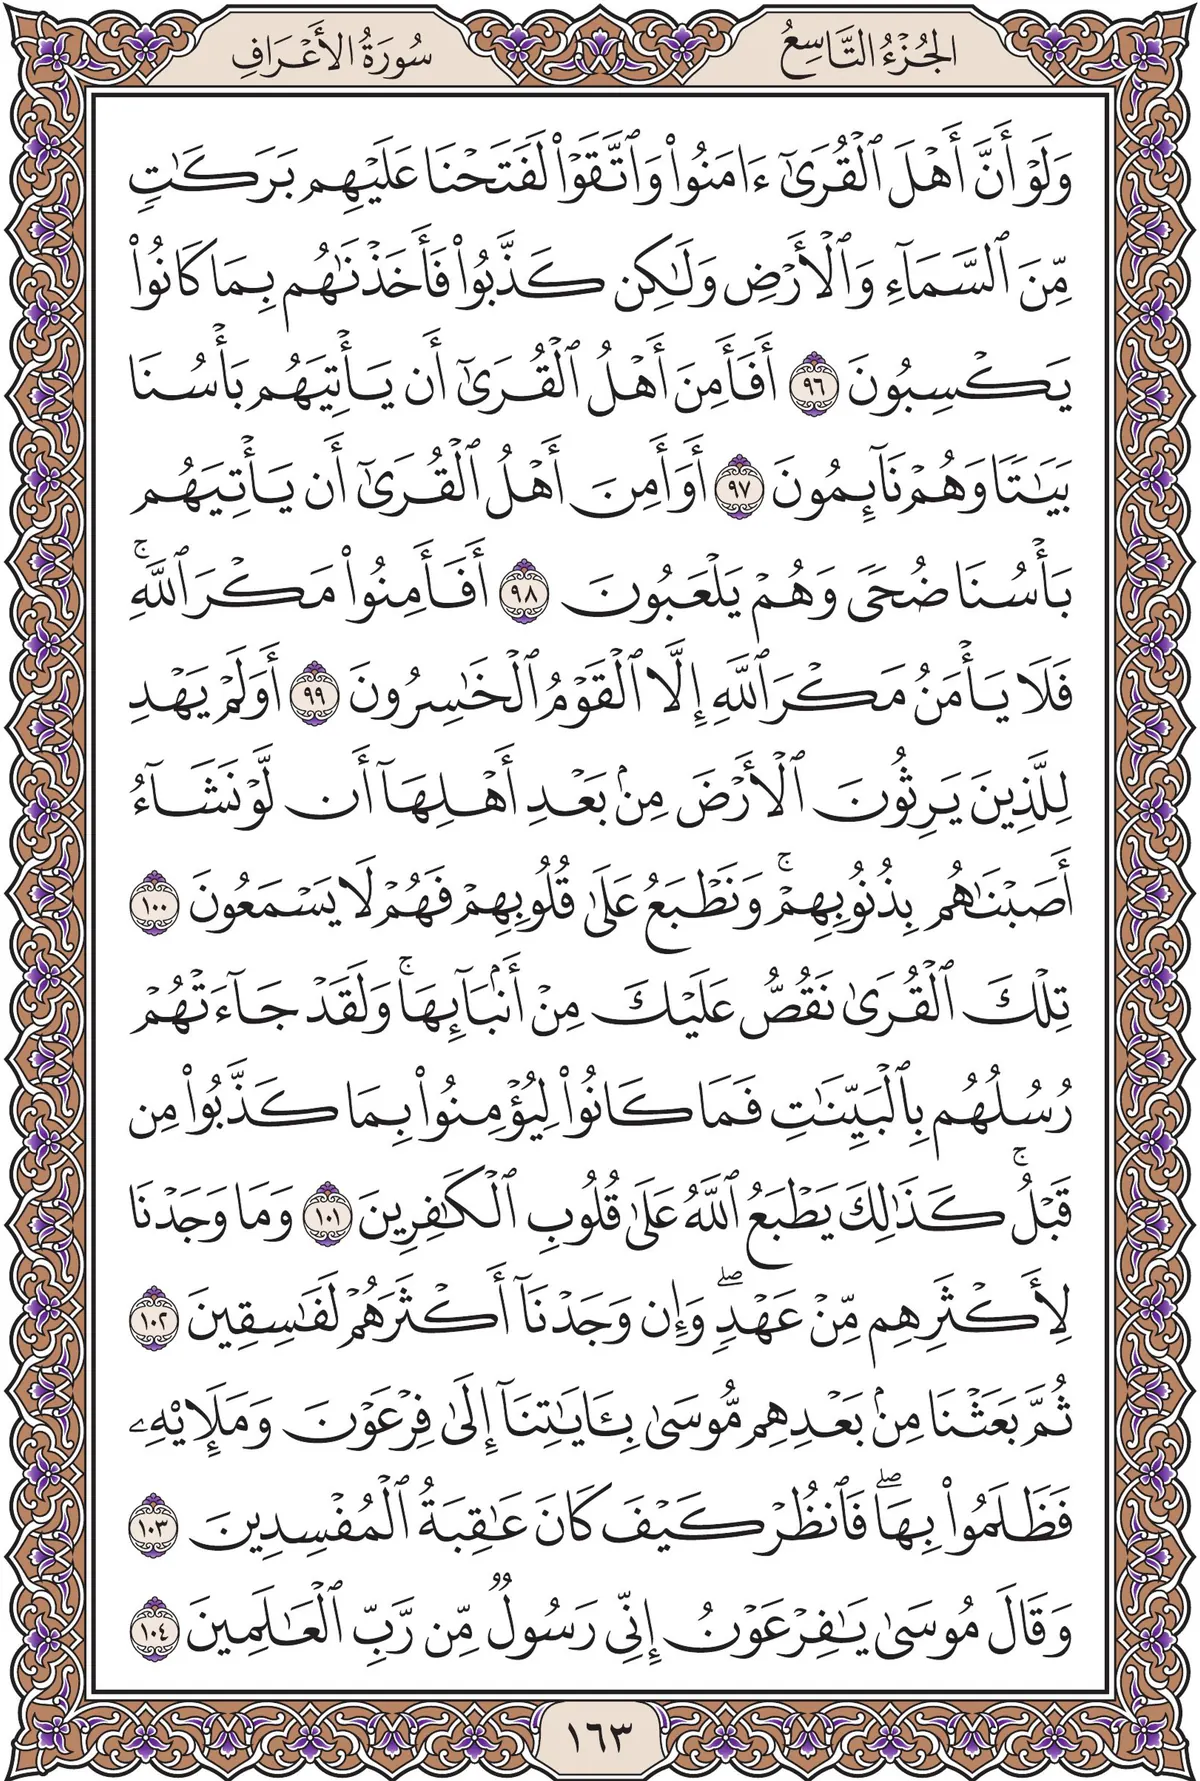 الجُزْءُ التَّاسِعُ
سُورَةُ الأَعْرَافِ
وَلَوْ أَنَّ أَهْلَ ٱلْقُرَىٰٓ ءَامَنُوا۟ وَٱتَّقَوْا۟ لَفَتَحْنَا عَلَيْهِم بَرَكَٰتٍ
مِّنَ ٱلسَّمَآءِ وَٱلْأَرْضِ وَلَٰكِن كَذَّبُوا۟ فَأَخَذْنَٰهُم بِمَا كَانُوا۟
يَكْسِبُونَ ٩٦ أَفَأَمِنَ أَهْلُ ٱلْقُرَىٰٓ أَن يَأْتِيَهُم بَأْسُنَا
بَيَٰتًا وَهُمْ نَآئِمُونَ ٩٧ أَوَأَمِنَ أَهْلُ ٱلْقُرَىٰٓ أَن يَأْتِيَهُم
بَأْسُنَا ضُحًى وَهُمْ يَلْعَبُونَ ٩٨ أَفَأَمِنُوا۟ مَكْرَ ٱللَّهِۚ
فَلَا يَأْمَنُ مَكْرَ ٱللَّهِ إِلَّا ٱلْقَوْمُ ٱلْخَٰسِرُونَ ٩٩ أَوَلَمْ يَهْدِ
لِلَّذِينَ يَرِثُونَ ٱلْأَرْضَ مِنۢ بَعْدِ أَهْلِهَآ أَن لَّوْ نَشَآءُ
أَصَبْنَٰهُم بِذُنُوبِهِمْۚ وَنَطْبَعُ عَلَىٰ قُلُوبِهِمْ فَهُمْ لَا يَسْمَعُونَ ١٠٠
تِلْكَ ٱلْقُرَىٰ نَقُصُّ عَلَيْكَ مِنْ أَنۢبَآئِهَاۚ وَلَقَدْ جَآءَتْهُمْ
رُسُلُهُم بِٱلْبَيِّنَٰتِ فَمَا كَانُوا۟ لِيُؤْمِنُوا۟ بِمَا كَذَّبُوا۟ مِن
قَبْلُۚ كَذَٰلِكَ يَطْبَعُ ٱللَّهُ عَلَىٰ قُلُوبِ ٱلْكَٰفِرِينَ ١٠١ وَمَا وَجَدْنَا
لِأَكْثَرِهِم مِّنْ عَهْدٍۖ وَإِن وَجَدْنَآ أَكْثَرَهُمْ لَفَٰسِقِينَ ١٠٢
ثُمَّ بَعَثْنَا مِنۢ بَعْدِهِم مُّوسَىٰ بِـَٔايَٰتِنَآ إِلَىٰ فِرْعَوْنَ وَمَلَإِي۟هِۦ
فَظَلَمُوا۟ بِهَاۖ فَٱنظُرْ كَيْفَ كَانَ عَٰقِبَةُ ٱلْمُفْسِدِينَ ١٠٣
وَقَالَ مُوسَىٰ يَٰفِرْعَوْنُ إِنِّى رَسُولٌ مِّن رَّبِّ ٱلْعَٰلَمِينَ ١٠٤
١٦٣